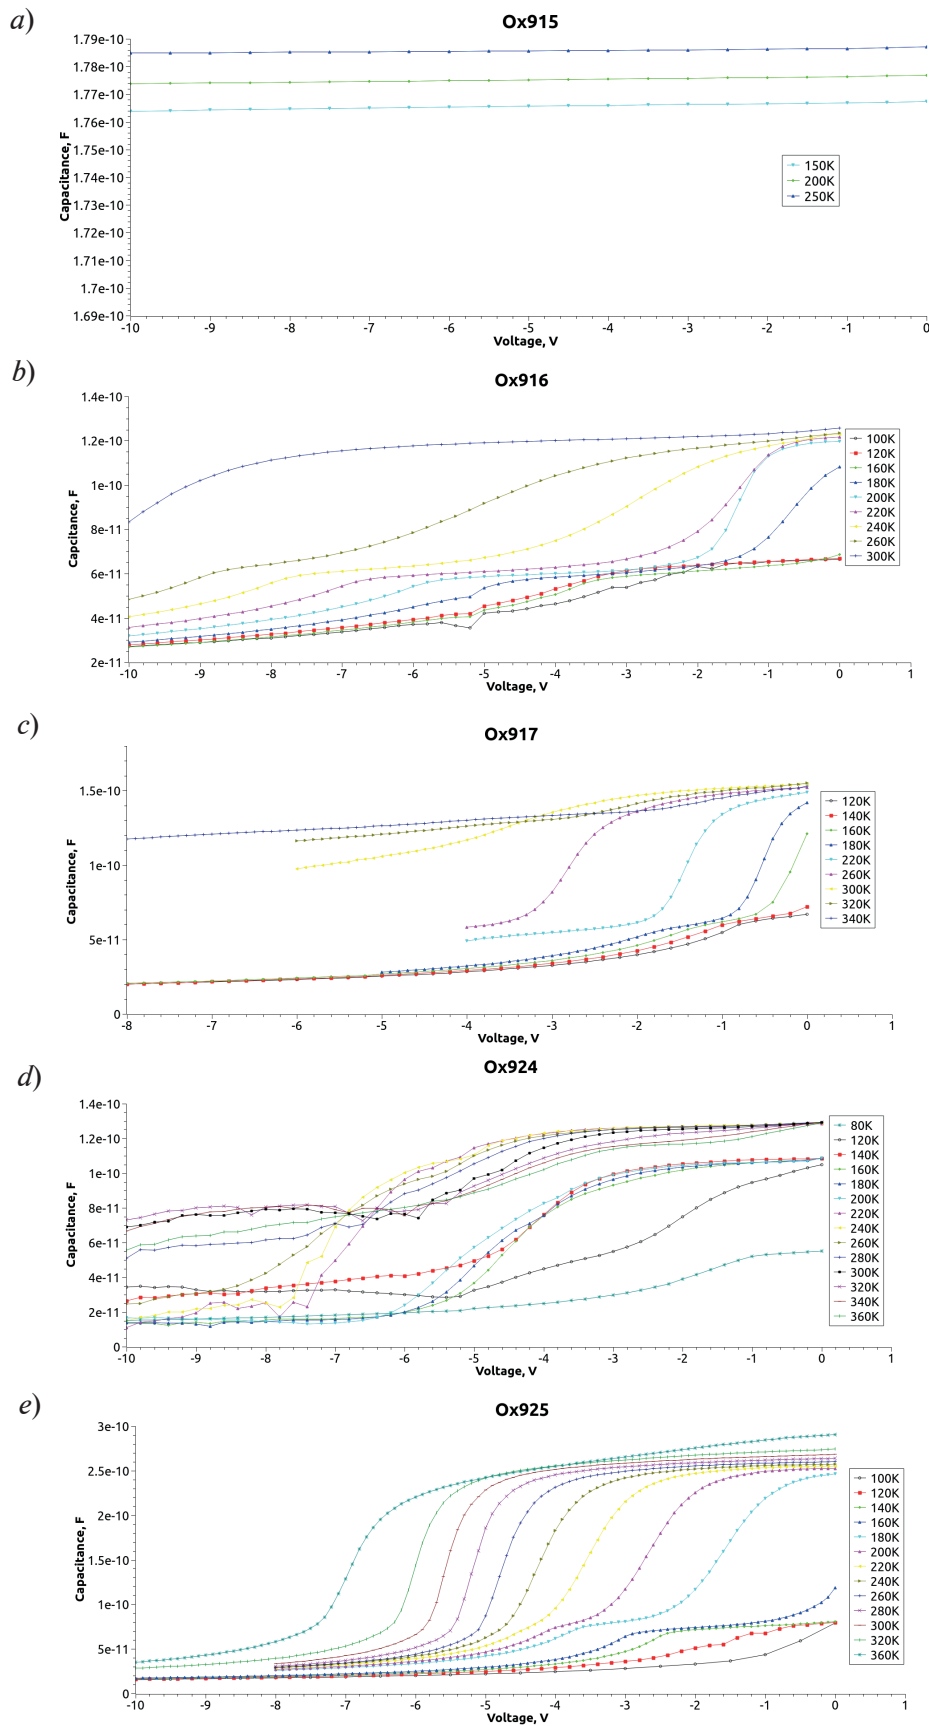 a)
Ox915
1.79e-10
1.78e-10
1.77e-10
1.76e-10
1.75e-10
1.74e-10
1.73e-10
1.72e-10
1.71e-10
1.7e-10
1.69e-10
Capacitance, F
150K
200K
250K
-10 -9 -8 -7 -6 -5 -4 -3 -2 -1 0
Voltage, V
b)
Ox916
1.4e-10
1.2e-10
1e-10
8e-11
6e-11
4e-11
2e-11
Capcitance, F
100K
120K
160K
180K
200K
220K
240K
260K
300K
-10 -9 -8 -7 -6 -5 -4 -3 -2 -1 0 1
Voltage, V
c)
Ox917
1.5e-10
1e-10
5e-11
0
Capacitance, F
120K
140K
160K
180K
220K
260K
300K
320K
340K
-8 -7 -6 -5 -4 -3 -2 -1 0 1
Voltage, V
d)
Ox924
1.4e-10
1.2e-10
1e-10
8e-11
6e-11
4e-11
2e-11
0
Capacitance, F
80K
120K
140K
160K
180K
200K
220K
240K
260K
280K
300K
320K
340K
360K
-10 -9 -8 -7 -6 -5 -4 -3 -2 -1 0 1
Voltage, V
e)
Ox925
3e-10
2.5e-10
2e-10
1.5e-10
1e-10
5e-11
0
Capacitance, F
100K
120K
140K
160K
180K
200K
220K
240K
260K
280K
300K
320K
360K
-10 -9 -8 -7 -6 -5 -4 -3 -2 -1 0
Voltage, V